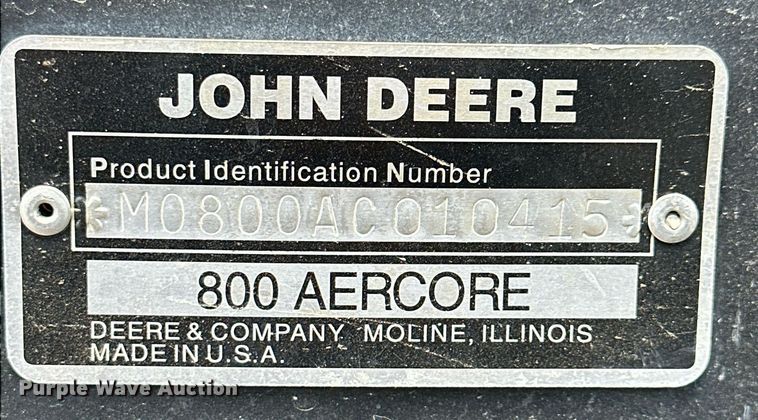 JOHN DEERE
Product Identification Number
*M0800AC010415*
800 AERCORE
DEERE & COMPANY MOLINE, ILLINOIS
MADE IN U.S.A.
Purple Wave Auction